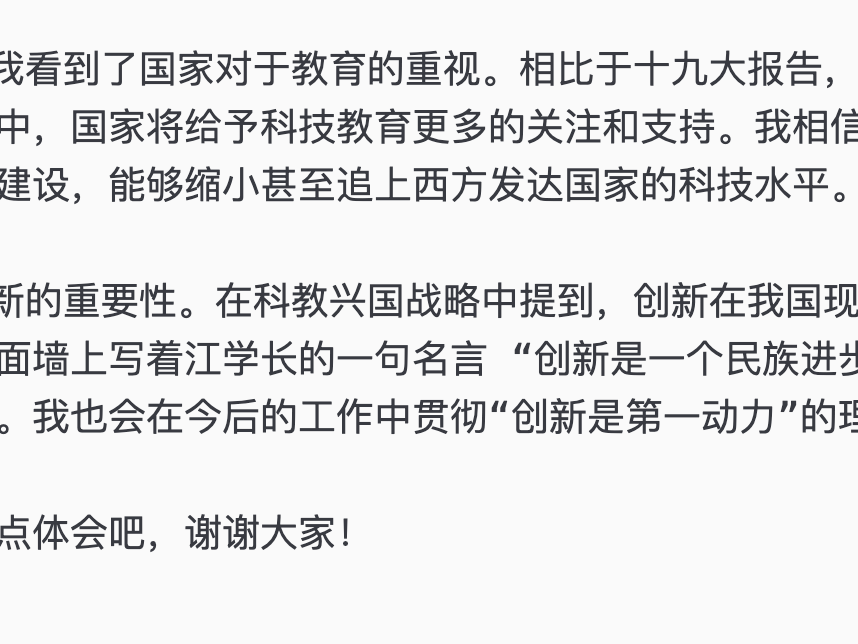 我看到了国家对于教育的重视。相比于十九大报告，
中，国家将给予科技教育更多的关注和支持。我相信
建设，能够缩小甚至追上西方发达国家的科技水平。
新的重要性。在科教兴国战略中提到，创新在我国现
面墙上写着江学长的一句名言 “创新是一个民族进步
。我也会在今后的工作中贯彻“创新是第一动力”的理
点体会吧，谢谢大家！